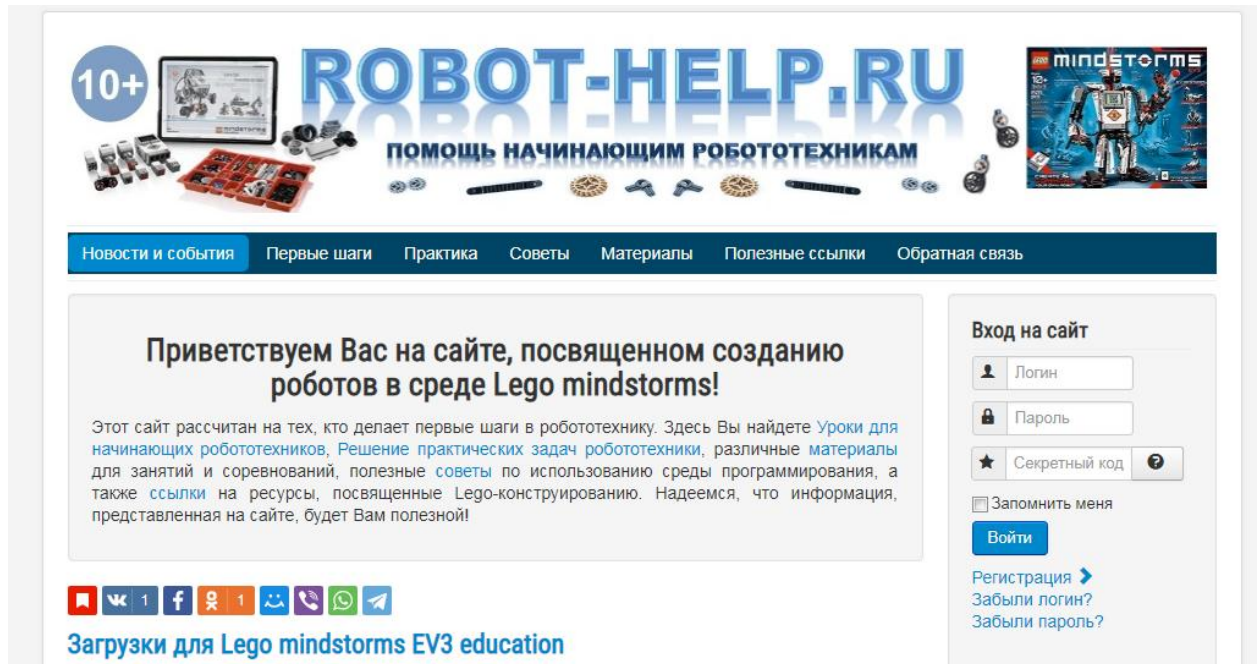 10+
ROBOT-HELP.RU
ПОМОЩЬ НАЧИНАЮЩИМ РОБОТОТЕХНИКАМ
mindstorms
Новости и события Первые шаги Практика Советы Материалы Полезные ссылки Обратная связь
Приветствуем Вас на сайте, посвященном созданию
роботов в среде Lego mindstorms!
Этот сайт рассчитан на тех, кто делает первые шаги в робототехнику. Здесь Вы найдете Уроки для
начинающих робототехников, Решение практических задач робототехники, различные материалы
для занятий и соревнований, полезные советы по использованию среды программирования, а
также ссылки на ресурсы, посвященные Lego-конструированию. Надеемся, что информация,
представленная на сайте, будет Вам полезной!
Вход на сайт
Логин
Пароль
Секретный код
Запомнить меня
Войти
Регистрация
Забыли логин?
Забыли пароль?
1 1
Загрузки для Lego mindstorms EV3 education